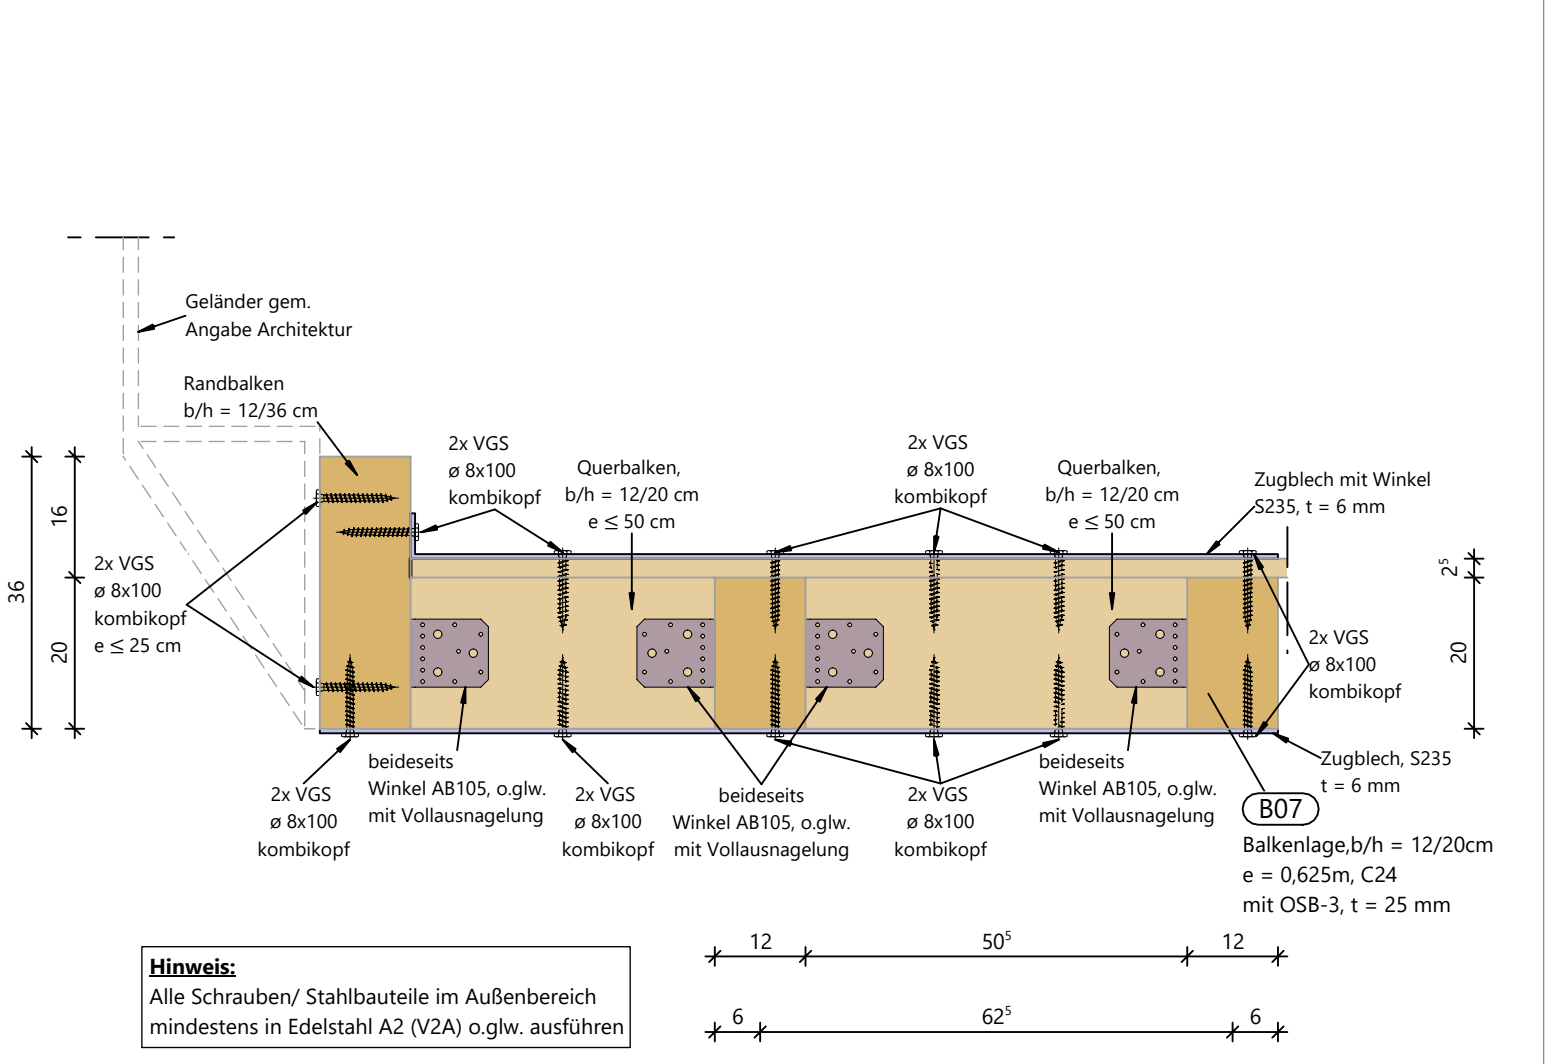 Geländer gem.
Angabe Architektur
Randbalken
b/h = 12/36 cm
2x VGS
ø 8x100
kombikopf
Querbalken,
b/h = 12/20 cm
e ≤ 50 cm
2x VGS
ø 8x100
kombikopf
Querbalken,
b/h = 12/20 cm
e ≤ 50 cm
Zugblech mit Winkel
S235, t = 6 mm
36
16
20
2x VGS
ø 8x100
kombikopf
e ≤ 25 cm
2⁵
20
2x VGS
ø 8x100
kombikopf
Zugblech, S235
t = 6 mm
2x VGS
ø 8x100
kombikopf
beideseits
Winkel AB105, o.glw.
mit Vollausnagelung
2x VGS
ø 8x100
kombikopf
beideseits
Winkel AB105, o.glw.
mit Vollausnagelung
2x VGS
ø 8x100
kombikopf
beideseits
Winkel AB105, o.glw.
mit Vollausnagelung
B07
Balkenlage,b/h = 12/20cm
e = 0,625m, C24
mit OSB-3, t = 25 mm
12 50⁵ 12
6 62⁵ 6
Hinweis:
Alle Schrauben/ Stahlbauteile im Außenbereich
mindestens in Edelstahl A2 (V2A) o.glw. ausführen